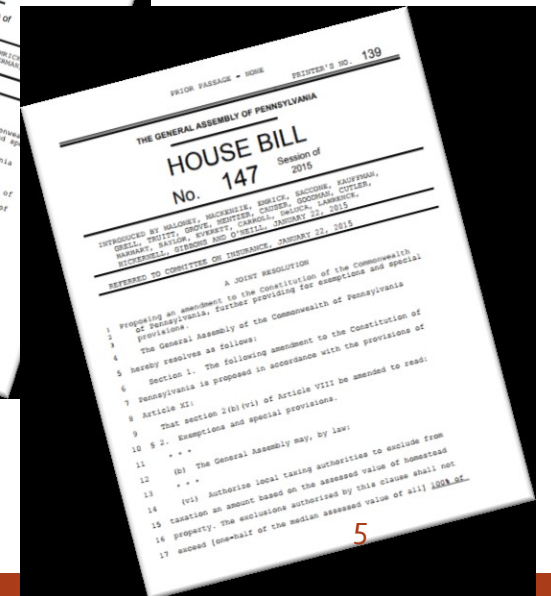 PRIOR PASSAGE - NONE
PRINTER'S NO. 139
THE GENERAL ASSEMBLY OF PENNSYLVANIA
HOUSE BILL
No. 147 Session of
2015
INTRODUCED BY MALONEY, MACKENZIE, EMRICK, SACCONE, KAUFFMAN,
GRELL, TRUITT, GROVE, MENTZER, CAUSER, GOODMAN, CUTLER,
BARRAR, SAYLOR, EVERETT, CARROLL, DeLUCA, LAWRENCE,
BICKERNELL, GIBBONS AND O'NEILL, JANUARY 22, 2015
REFERRED TO COMMITTEE ON INSURANCE, JANUARY 22, 2015
A JOINT RESOLUTION
1 Proposing an amendment to the Constitution of the Commonwealth
2 of Pennsylvania, further providing for exemptions and special
3 provisions.
4 The General Assembly of the Commonwealth of Pennsylvania
5 hereby resolves as follows:
6 Section 1. The following amendment to the Constitution of
7 Pennsylvania is proposed in accordance with the provisions of
8 Article XI:
9 That section 2(b)(vi) of Article VIII be amended to read:
10 § 2. Exemptions and special provisions.
11 * * *
12 (b) The General Assembly may, by law:
13 * * *
14 (vi) Authorize local taxing authorities to exclude from
15 taxation an amount based on the assessed value of homestead
16 property. The exclusions authorized by this clause shall not
17 exceed [one-half of the median assessed value of all] 100% of
5